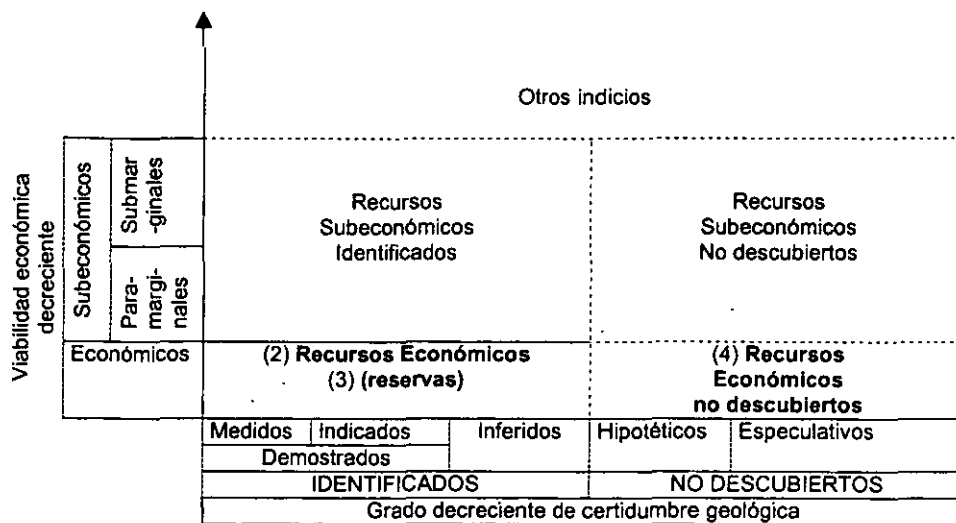 Otros indicios
Viabilidad económica
decreciente
Subeconómicos
Submar
-ginales
Para-
margi-
nales
Recursos
Subeconómicos
Identificados
Recursos
Subeconómicos
No descubiertos
Económicos
(2) Recursos Económicos
(3) (reservas)
(4) Recursos
Económicos
no descubiertos
Medidos
Indicados
Inferidos
Hipotéticos
Especulativos
Demostrados
IDENTIFICADOS
NO DESCUBIERTOS
Grado decreciente de certidumbre geológica